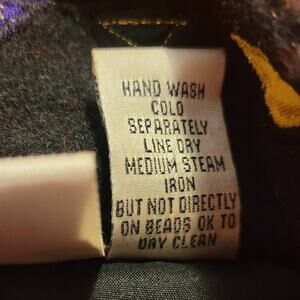 HAND WASH
COLD
SEPARATELY
LINE DRY
MEDIUM STEAM
IRON
BUT NOT DIRECTLY
ON BEADS OK TO
DRY CLEAN